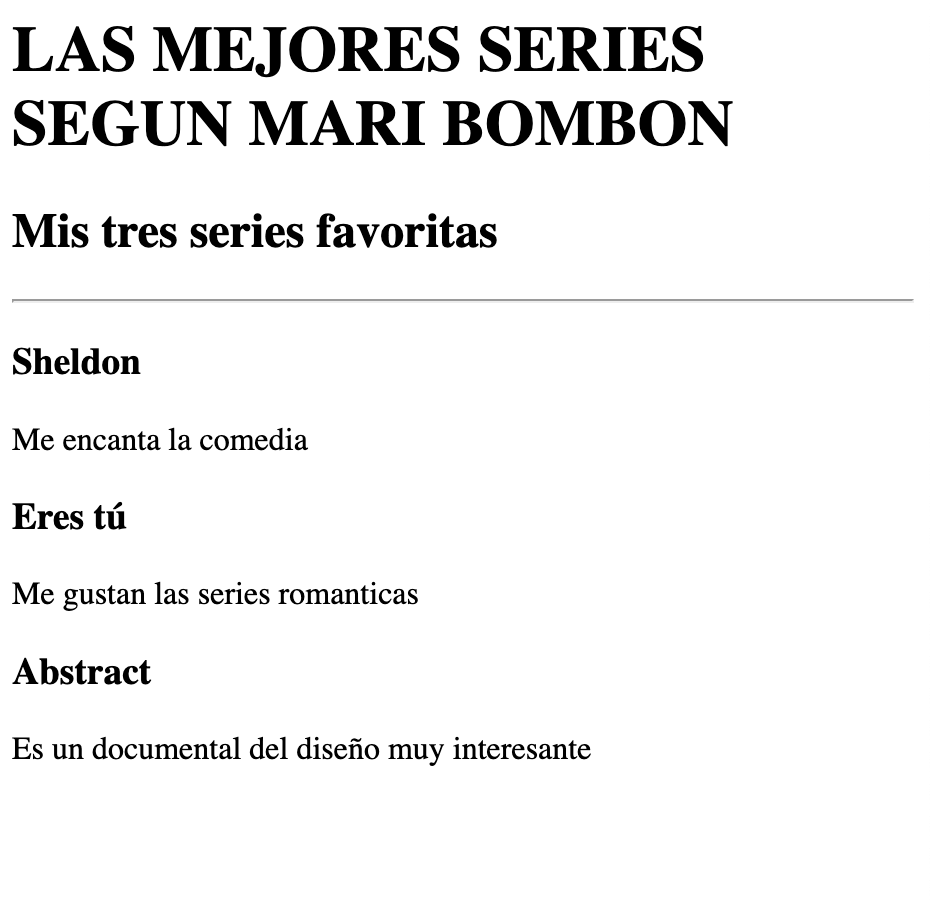 LAS MEJORES SERIES
SEGUN MARI BOMBON
Mis tres series favoritas
Sheldon
Me encanta la comedia
Eres tú
Me gustan las series romanticas
Abstract
Es un documental del diseño muy interesante